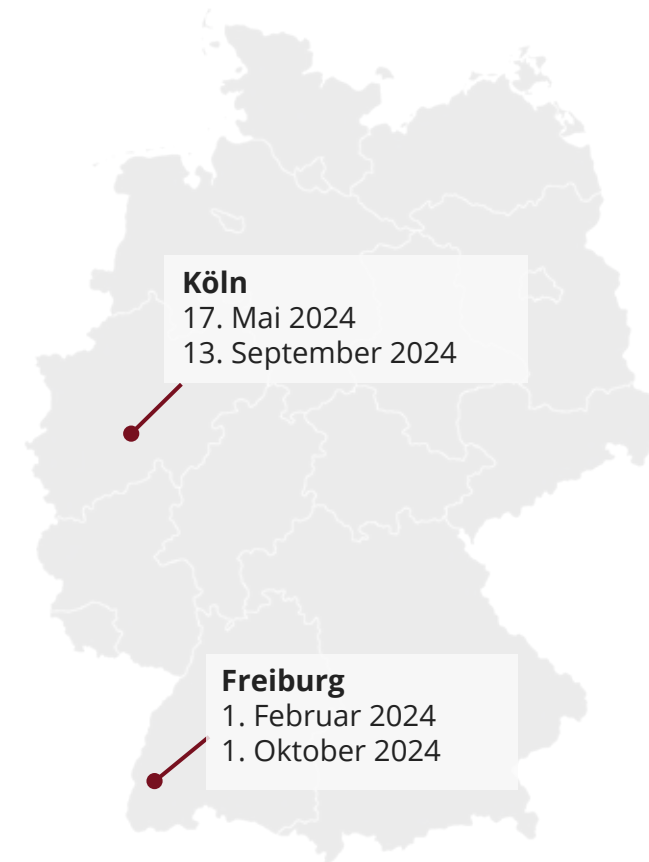 Köln
17. Mai 2024
13. September 2024
Freiburg
1. Februar 2024
1. Oktober 2024